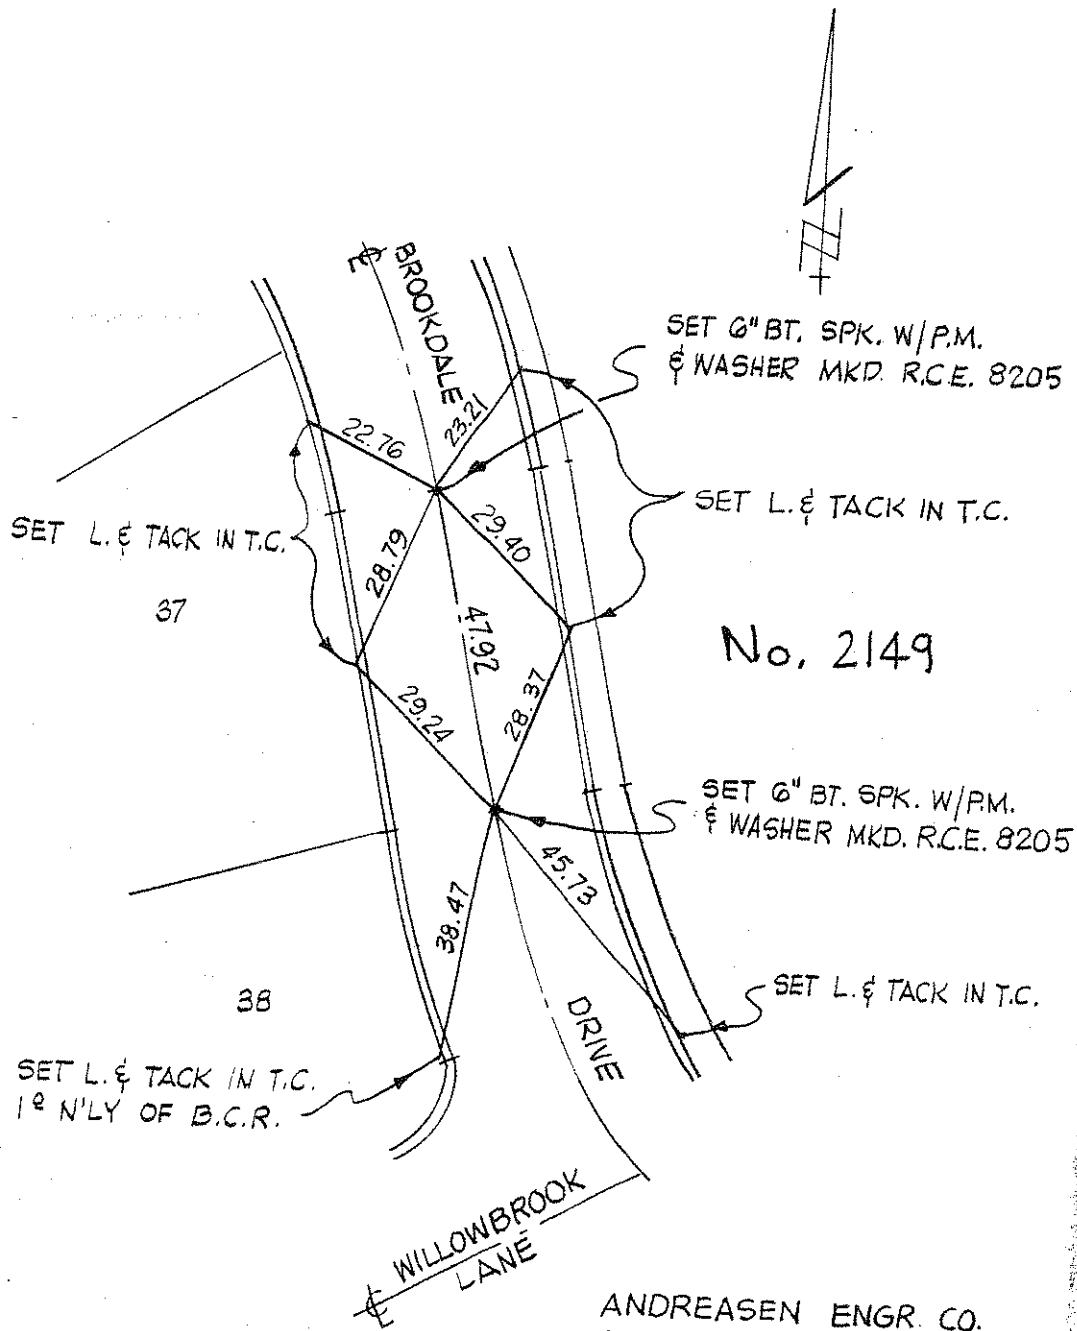 ℄ BROOKDALE
SET 6" BT. SPK. W/P.M.
& WASHER MKD. R.C.E. 8205
22.76
23.21
SET L. & TACK IN T.C.
SET L. & TACK IN T.C.
28.79
29.40
37
47.92
No. 2149
29.24
28.37
SET 6" BT. SPK. W/P.M.
& WASHER MKD. R.C.E. 8205
45.73
38.47
38
SET L. & TACK IN T.C.
DRIVE
SET L. & TACK IN T.C.
1º N'LY OF B.C.R.
℄ WILLOWBROOK
LANE
ANDREASEN ENGR. CO.
N